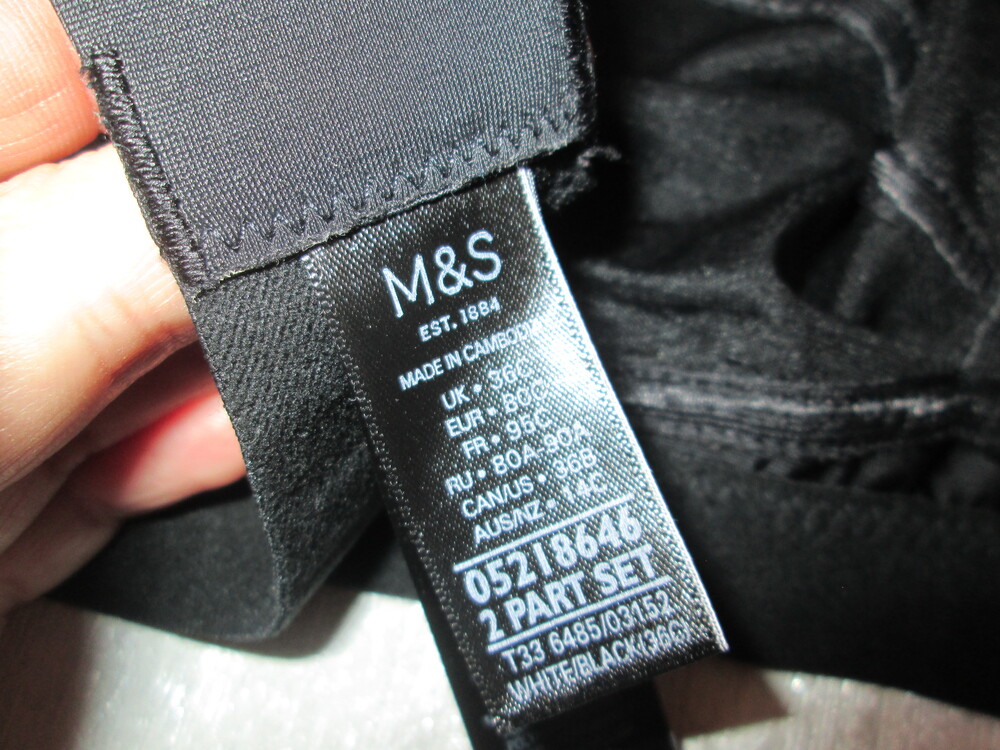 M&S
EST. 1884
MADE IN CAMBODIA
UK • 36C
EUR • 80C
FR • 95C
RU • 80A-90A
CAN/US • 36B
AUS/NZ • 14C
05218646
2 PART SET
T33 6485/03152
WHITE/BLACK(36C)